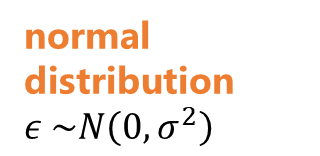 normal
distribution
ϵ ~N(0, σ²)